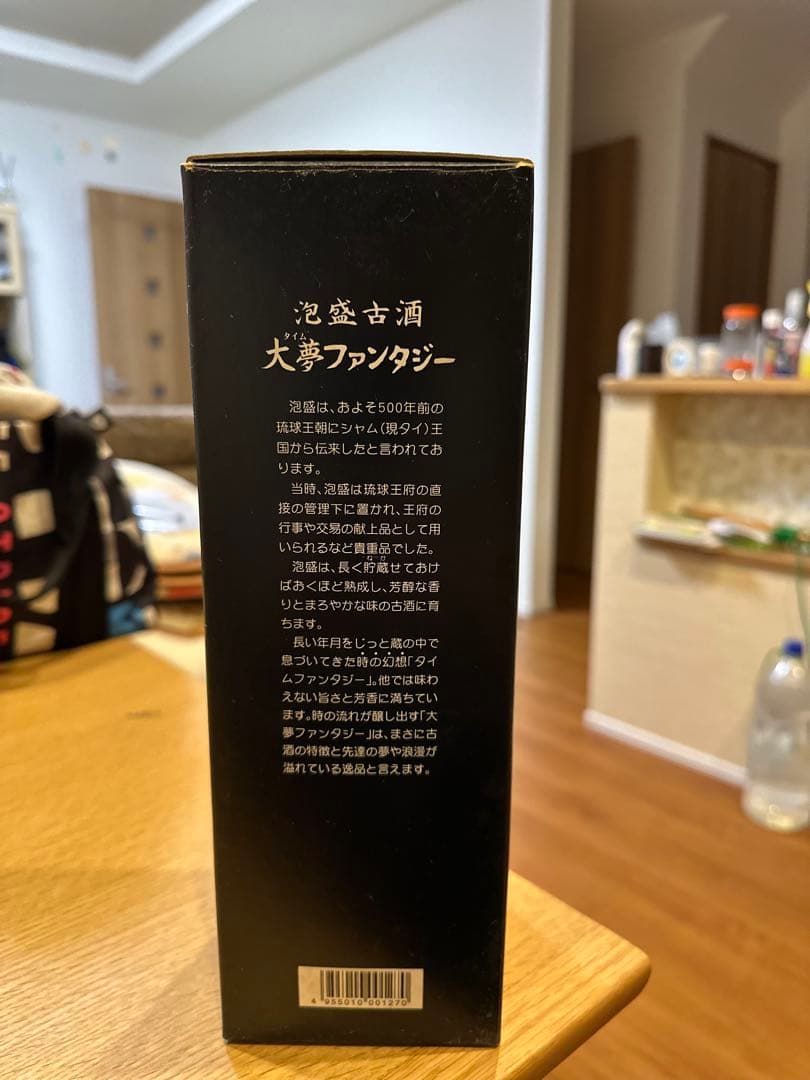 泡盛古酒
タイム
大夢ファンタジー
泡盛は、およそ500年前の
琉球王朝にシャム(現タイ)王
国から伝来したと言われてお
ります。
当時、泡盛は琉球王府の直
接の管理下に置かれ、王府の
行事や交易の献上品として用
いられるなど貴重品でした。
泡盛は、長く貯蔵せておけ
ばおくほど熟成し、芳醇な香
りとまろやかな味の古酒に育
ちます。
長い年月をじっと蔵の中で
息づいてきた時の幻想「タイ
ムファンタジー」。他では味わ
えない旨さと芳香に満ちてい
ます。時の流れが醸し出す「大
夢ファンタジー」は、まさに古
酒の特徴と先達の夢や浪漫が
溢れている逸品と言えます。
4 955010 001270